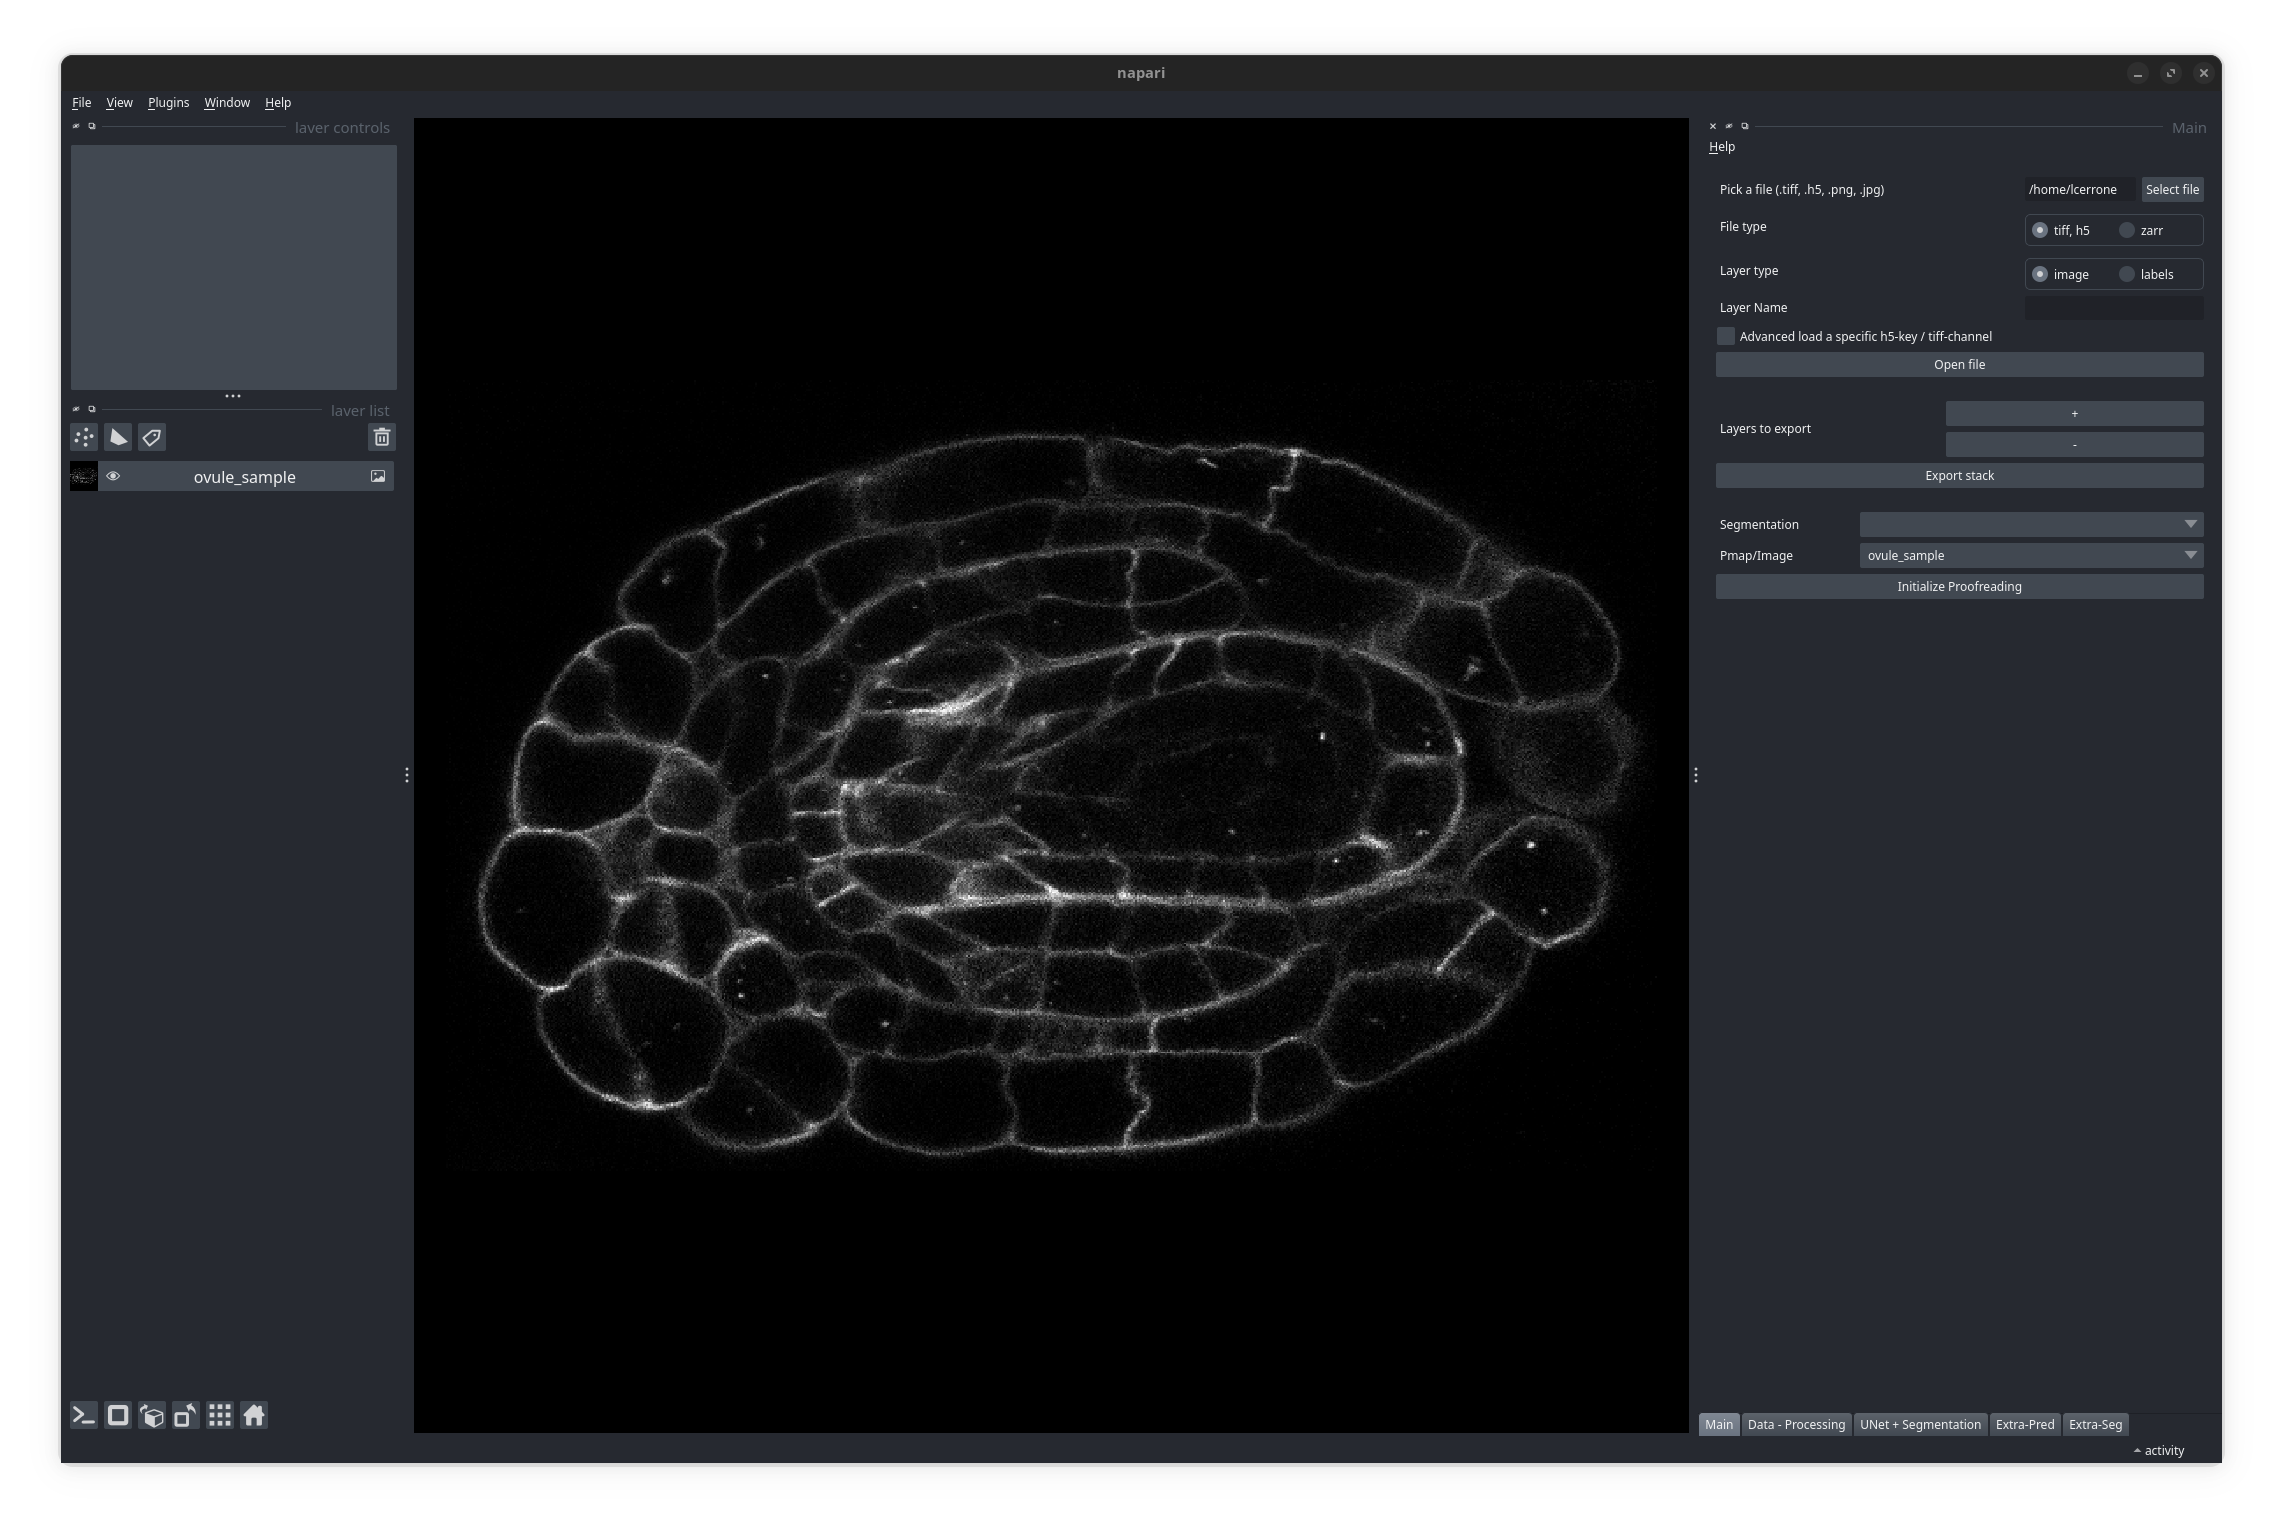 napari
File View Plugins Window Help
layer controls
layer list
ovule_sample
Main
Help
Pick a file (.tiff, .h5, .png, .jpg) /home/lcerrone Select file
File type tiff, h5 zarr
Layer type image labels
Layer Name
Advanced load a specific h5-key / tiff-channel
Open file
Layers to export +
-
Export stack
Segmentation
Pmap/Image ovule_sample
Initialize Proofreading
Main Data - Processing UNet + Segmentation Extra-Pred Extra-Seg
activity